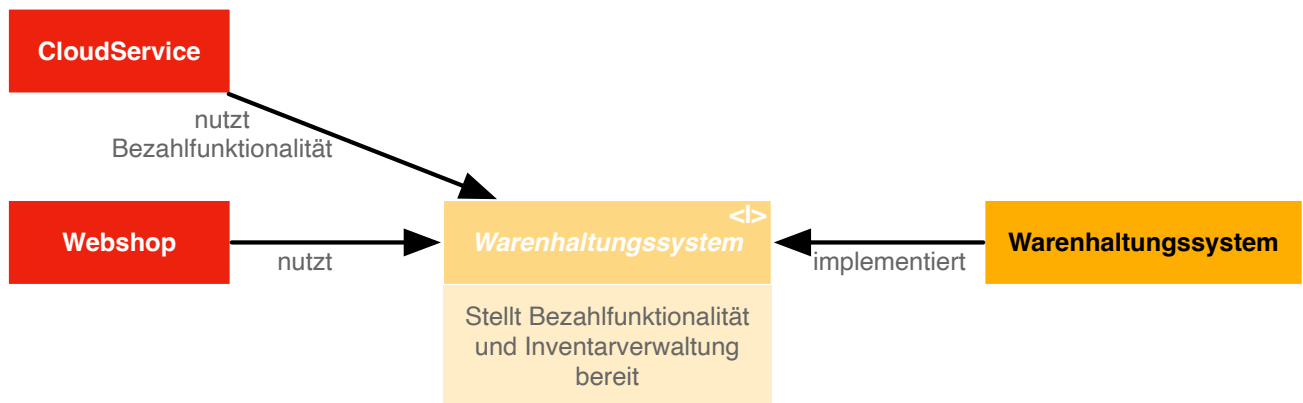 CloudService
nutzt
Bezahlfunktionalität
Webshop
nutzt
<I>
Warenhaltungssystem
Stellt Bezahlfunktionalität
und Inventarverwaltung
bereit
implementiert
Warenhaltungssystem